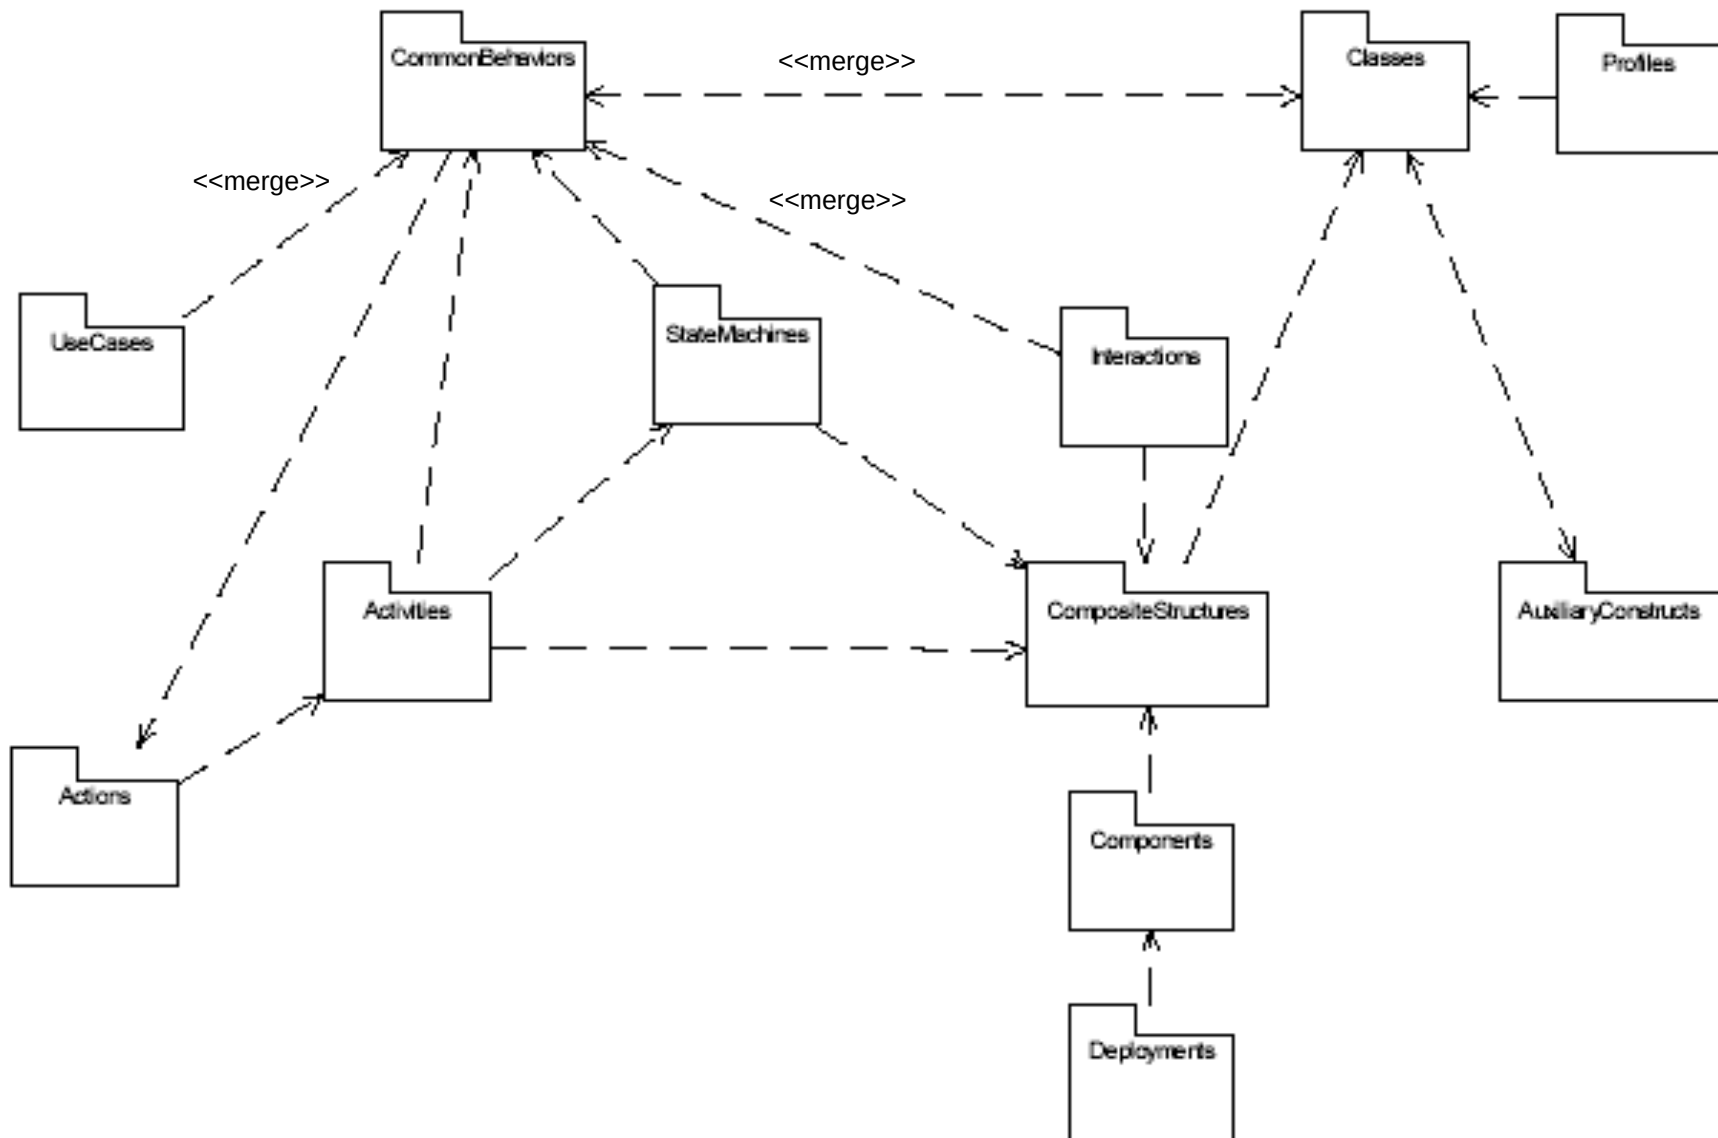 CommonBehaviors
<<merge>>
Classes
Profiles
<<merge>>
<<merge>>
UseCases
StateMachines
Interactions
Activities
CompositeStructures
AuxiliaryConstructs
Actions
Components
Deployments